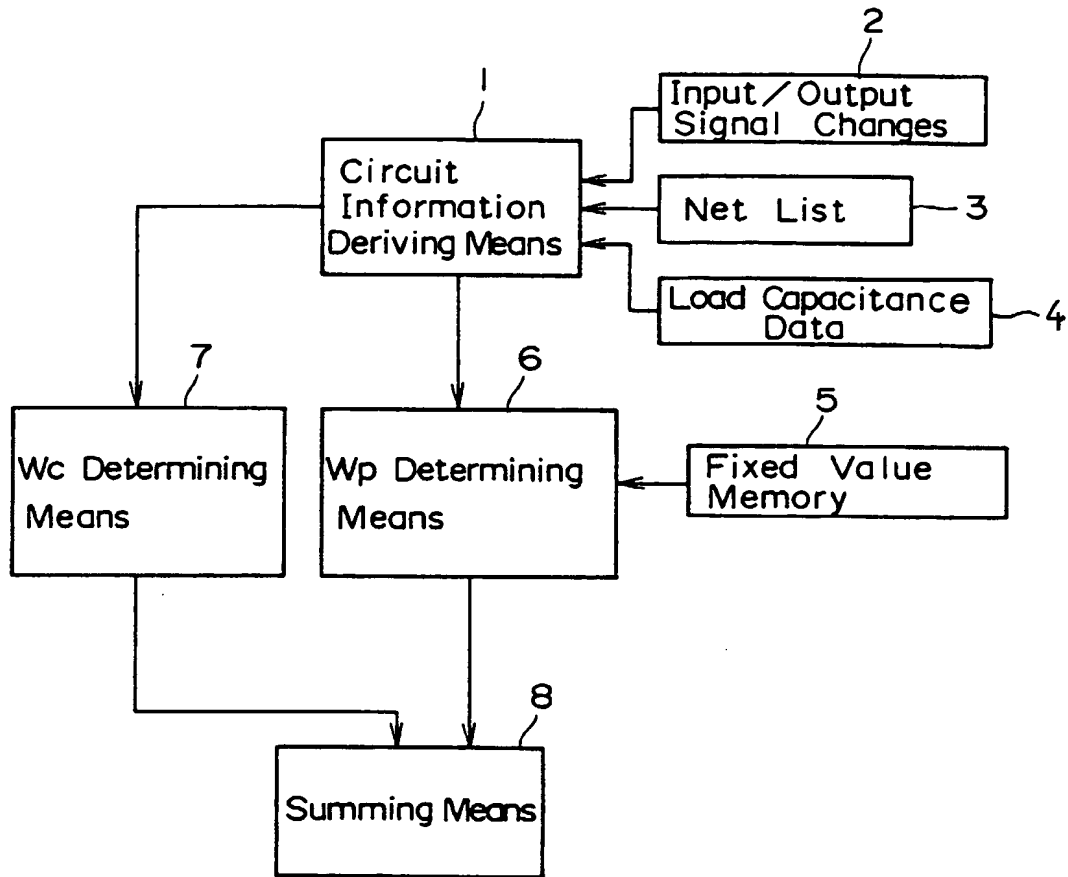 2
Input/Output
Signal Changes
1
Circuit
Information
Deriving Means
Net List
3
Load Capacitance
Data
4
7
Wc Determining
Means
6
Wp Determining
Means
5
Fixed Value
Memory
8
Summing Means